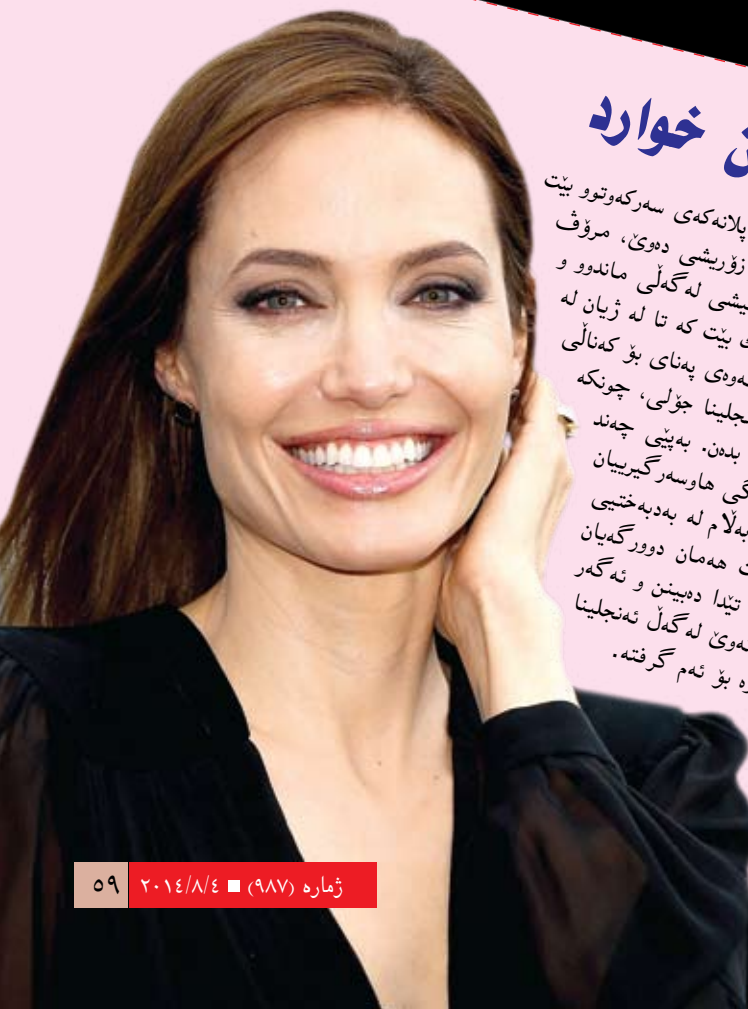 خوارد
پلانەکەی سەرکەوتوو بێت
زۆریشی دەوێ، مرۆڤ
لەگەڵی ماندوو و
بێت کە تا لە ژیان لە
پەنای بۆ کەناڵی
جۆلی، چونکە
بدەن. بەپێی چەند
هاوسەرگیرییان
بەڵام لە بەدبەختیی
هەمان دوورگەیان
تێدا دەبینن و ئەگەر
لەگەڵ ئەنجلینا
بۆ ئەم گرفتە.
ژمارە (٩٨٧) ■ ٢٠١٤/٨/٤ ٥٩